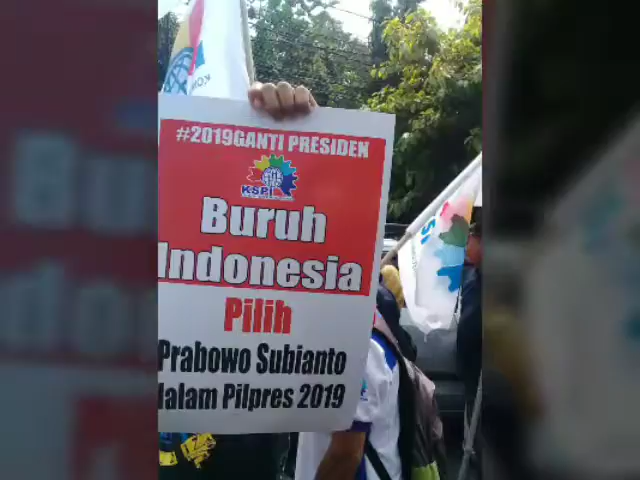 #2019GANTI PRESIDEN
KSPI
Buruh
Indonesia
Pilih
Prabowo Subianto
dalam Pilpres 2019